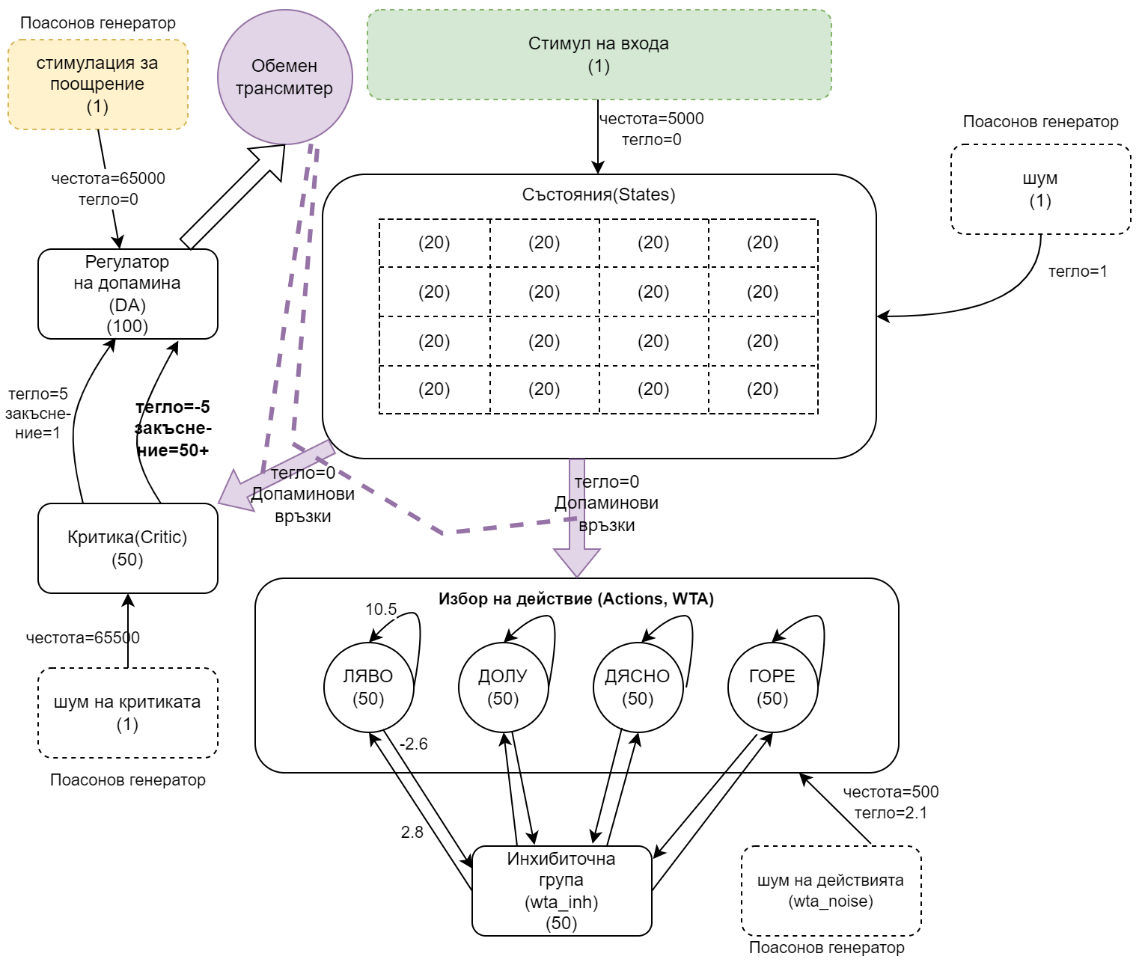 Поасонов генератор
стимулация за
поощрение
(1)
Обемен
трансмитер
Стимул на входа
(1)
честота=5000
тегло=0
Поасонов генератор
шум
(1)
тегло=1
честота=65000
тегло=0
Състояния(States)
(20) (20) (20) (20)
(20) (20) (20) (20)
(20) (20) (20) (20)
(20) (20) (20) (20)
Регулатор
на допамина
(DA)
(100)
тегло=5
закъсне-
ние=1
тегло=-5
закъсне-
ние=50+
тегло=0
Допаминови
връзки
тегло=0
Допаминови
връзки
Критика(Critic)
(50)
честота=65500
шум на критиката
(1)
Поасонов генератор
Избор на действие (Actions, WTA)
10.5
ЛЯВО
(50)
ДОЛУ
(50)
ДЯСНО
(50)
ГОРЕ
(50)
-2.6
2.8
честота=500
тегло=2.1
Инхибиточна
група
(wta_inh)
(50)
шум на действията
(wta_noise)
Поасонов генератор